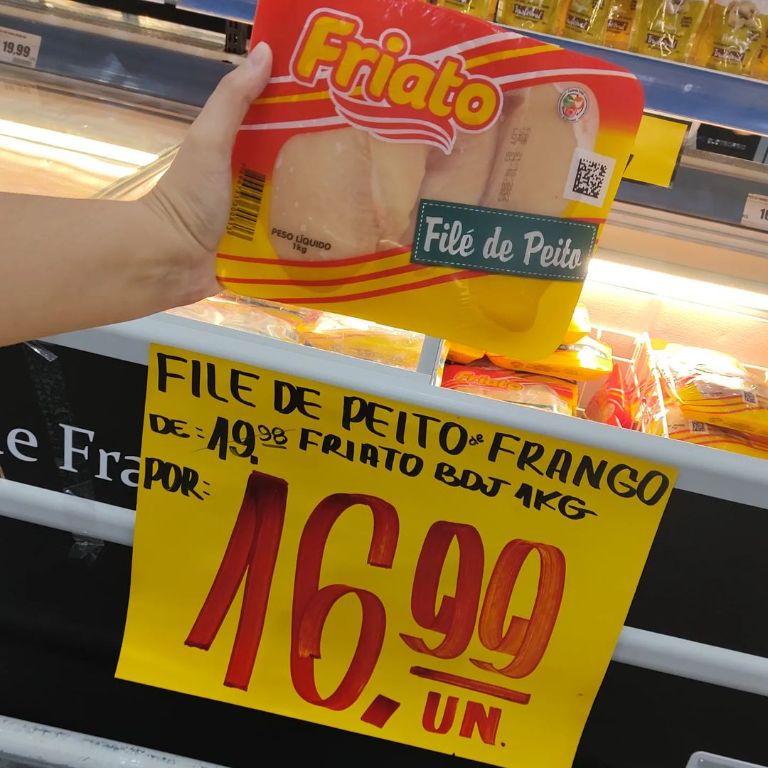 19,99
Friato
PESO LÍQUIDO
1kg
Filé de Peito
e Fra
FILE DE PEITO de FRANGO
DE: 19.98 FRIATO BDJ 1KG
POR:
16.99
UN.